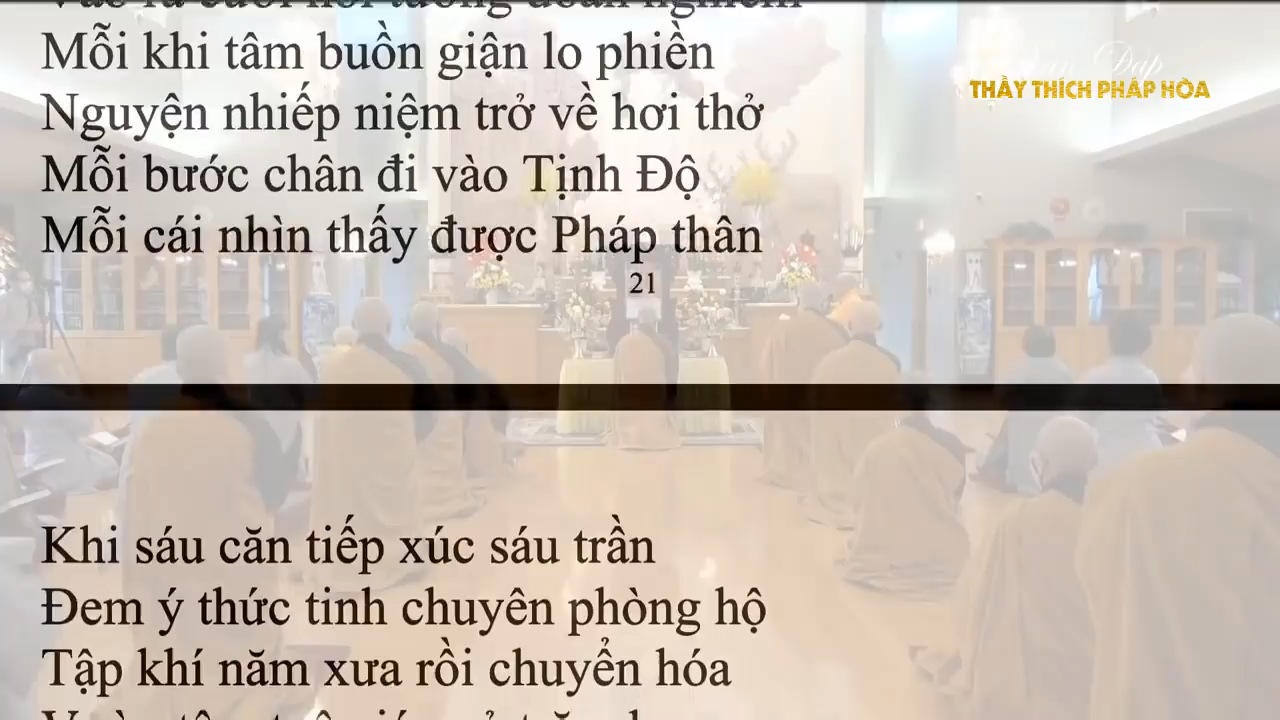 Mỗi khi tâm buồn giận lo phiền
Nguyện nhiếp niệm trở về hơi thở
Mỗi bước chân đi vào Tịnh Độ
Mỗi cái nhìn thấy được Pháp thân
21
Khi sáu căn tiếp xúc sáu trần
Đem ý thức tinh chuyên phòng hộ
Tập khí năm xưa rồi chuyển hóa
Đạp
THẦY THÍCH PHÁP HÒA